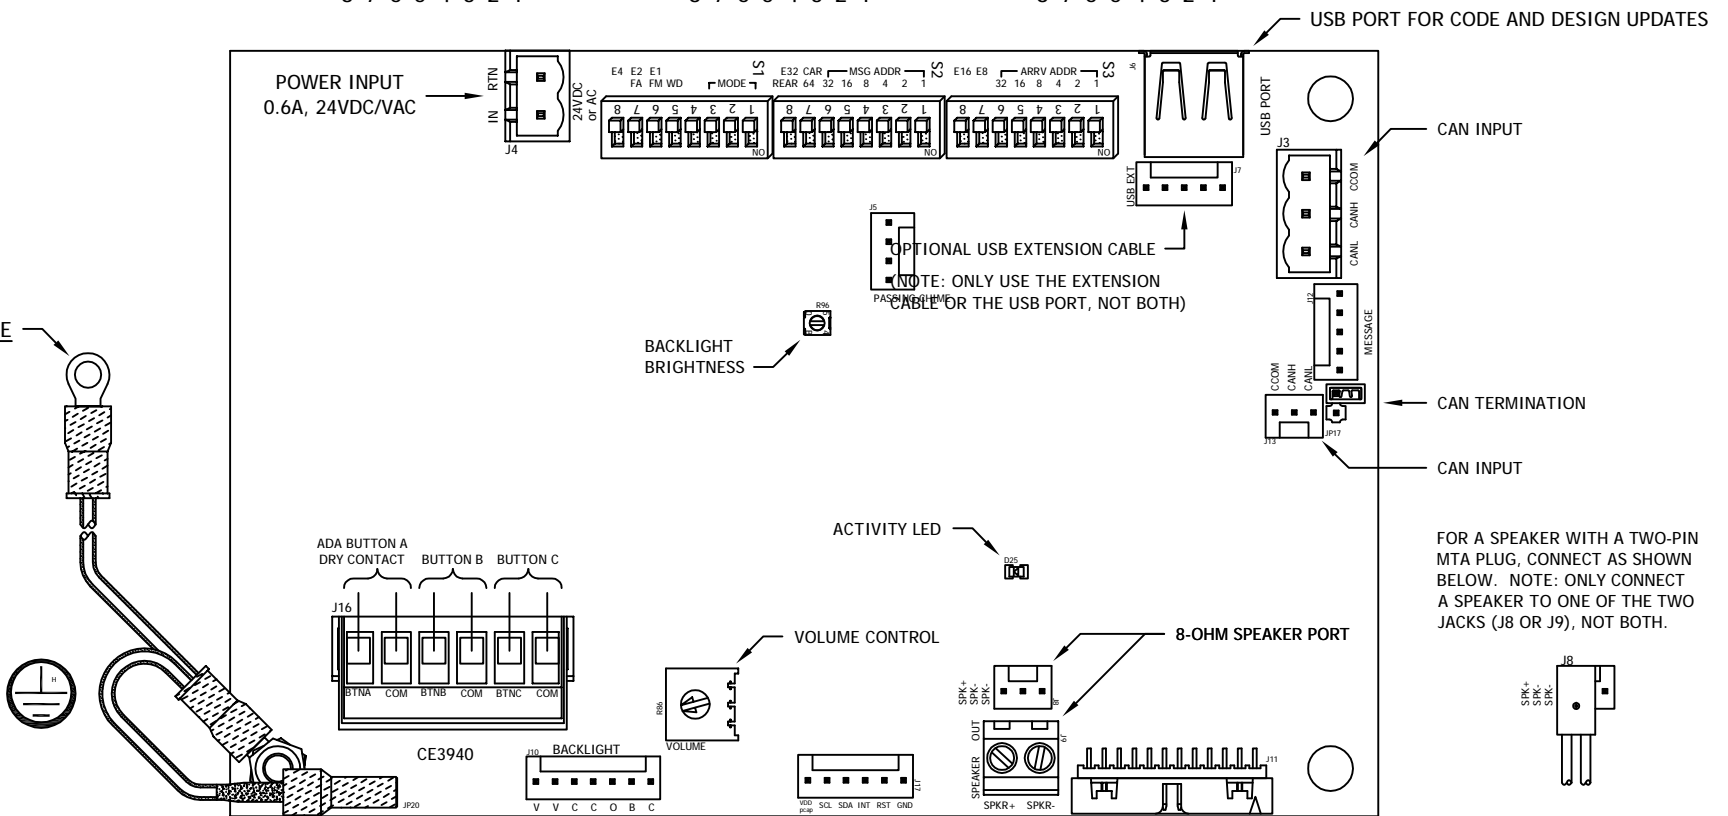 USB PORT FOR CODE AND DESIGN UPDATES
POWER INPUT
0.6A, 24VDC/VAC
IN RTN
J4
24VDC
or AC
E4 E2 E1
FA FM WD
MODE
S1
8 7 6 5 4 3 2 1
NO
E32 CAR MSG ADDR
REAR 64 32 16 8 4 2 1
S2
8 7 6 5 4 3 2 1
NO
E16 E8 ARRV ADDR
32 16 8 4 2 1
S3
8 7 6 5 4 3 2 1
NO
J6
USB PORT
USB EXT
J7
J3
CANL CANH CCOM
CAN INPUT
J5
PASSING CHIME
OPTIONAL USB EXTENSION CABLE
(NOTE: ONLY USE THE EXTENSION
CABLE OR THE USB PORT, NOT BOTH)
R96
BACKLIGHT
BRIGHTNESS
E
J12
MESSAGE
CCOM
CANH
CANL
J13
JP17
CAN TERMINATION
CAN INPUT
ACTIVITY LED
D25
FOR A SPEAKER WITH A TWO-PIN
MTA PLUG, CONNECT AS SHOWN
BELOW. NOTE: ONLY CONNECT
A SPEAKER TO ONE OF THE TWO
JACKS (J8 OR J9), NOT BOTH.
ADA BUTTON A
DRY CONTACT BUTTON B BUTTON C
J16
BTNA COM BTNB COM BTNC COM
CE3940
H
JP20
VOLUME CONTROL
R86
VOLUME
8-OHM SPEAKER PORT
SPK+
SPK-
SPK-
J8
J8
SPK+
SPK-
SPK-
J10 BACKLIGHT
V V C C O B C
VDD
pcap SCL SDA INT RST GND
J17
SPEAKER OUT
J9
SPKR+ SPKR-
J11